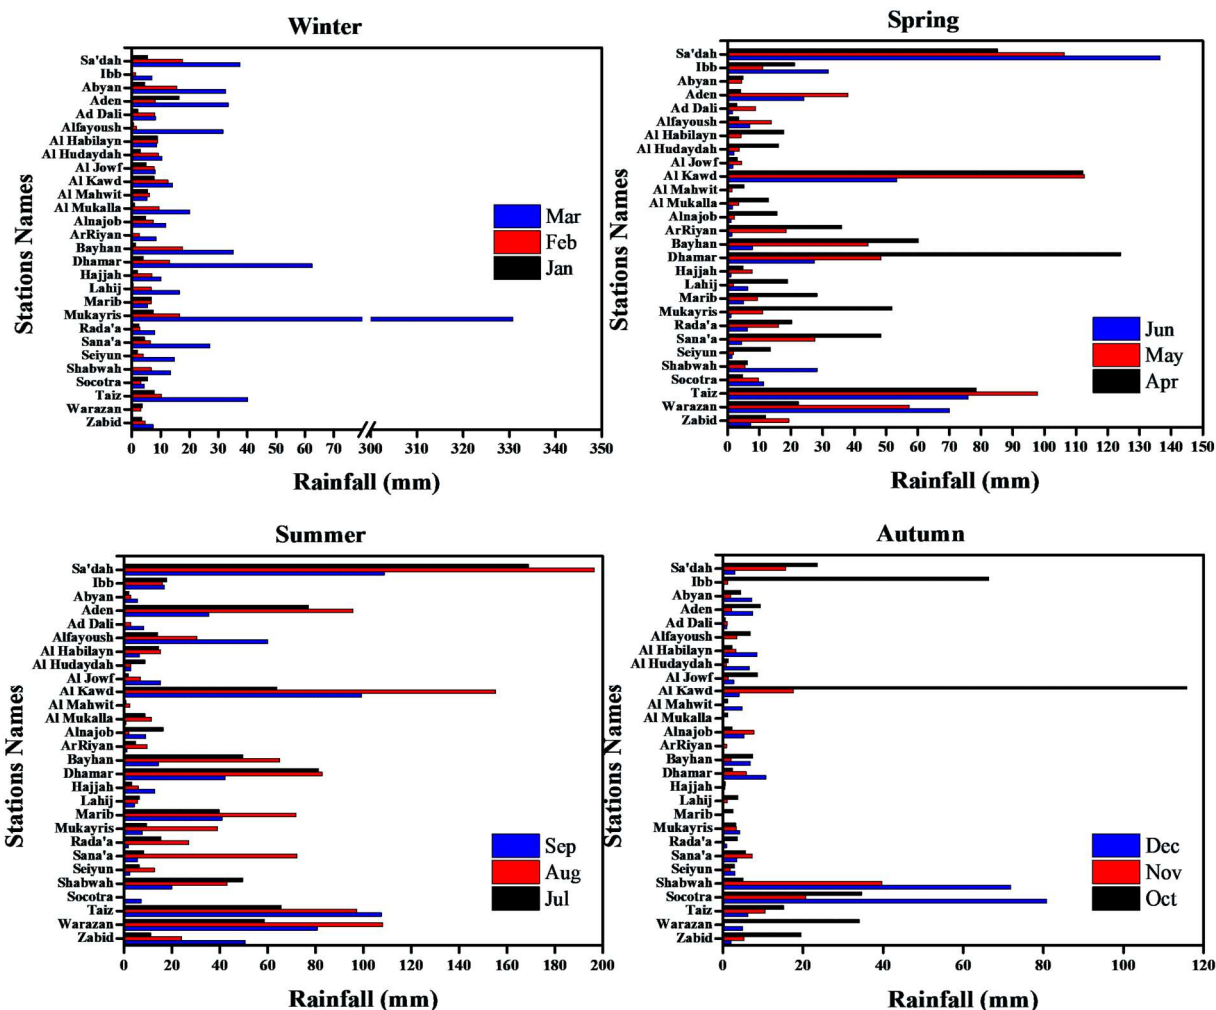 Winter
Stations Names
Sa'dah
Ibb
Abyan
Aden
Ad Dali
Alfayoush
Al Habilayn
Al Hudaydah
Al Jowf
Al Kawd
Al Mahwit
Al Mukalla
Alnajob
ArRiyan
Bayhan
Dhamar
Hajjah
Lahij
Marib
Mukayris
Rada'a
Sana'a
Seiyun
Shabwah
Socotra
Taiz
Warazan
Zabid
Mar
Feb
Jan
0 10 20 30 40 50 60 70 300 310 320 330 340 350
Rainfall (mm)
Spring
Stations Names
Sa'dah
Ibb
Abyan
Aden
Ad Dali
Alfayoush
Al Habilayn
Al Hudaydah
Al Jowf
Al Kawd
Al Mahwit
Al Mukalla
Alnajob
ArRiyan
Bayhan
Dhamar
Hajjah
Lahij
Marib
Mukayris
Rada'a
Sana'a
Seiyun
Shabwah
Socotra
Taiz
Warazan
Zabid
Jun
May
Apr
0 10 20 30 40 50 60 70 80 90 100 110 120 130 140 150
Rainfall (mm)
Summer
Stations Names
Sa'dah
Ibb
Abyan
Aden
Ad Dali
Alfayoush
Al Habilayn
Al Hudaydah
Al Jowf
Al Kawd
Al Mahwit
Al Mukalla
Alnajob
ArRiyan
Bayhan
Dhamar
Hajjah
Lahij
Marib
Mukayris
Rada'a
Sana'a
Seiyun
Shabwah
Socotra
Taiz
Warazan
Zabid
Sep
Aug
Jul
0 20 40 60 80 100 120 140 160 180 200
Rainfall (mm)
Autumn
Stations Names
Sa'dah
Ibb
Abyan
Aden
Ad Dali
Alfayoush
Al Habilayn
Al Hudaydah
Al Jowf
Al Kawd
Al Mahwit
Al Mukalla
Alnajob
ArRiyan
Bayhan
Dhamar
Hajjah
Lahij
Marib
Mukayris
Rada'a
Sana'a
Seiyun
Shabwah
Socotra
Taiz
Warazan
Zabid
Dec
Nov
Oct
0 20 40 60 80 100 120
Rainfall (mm)